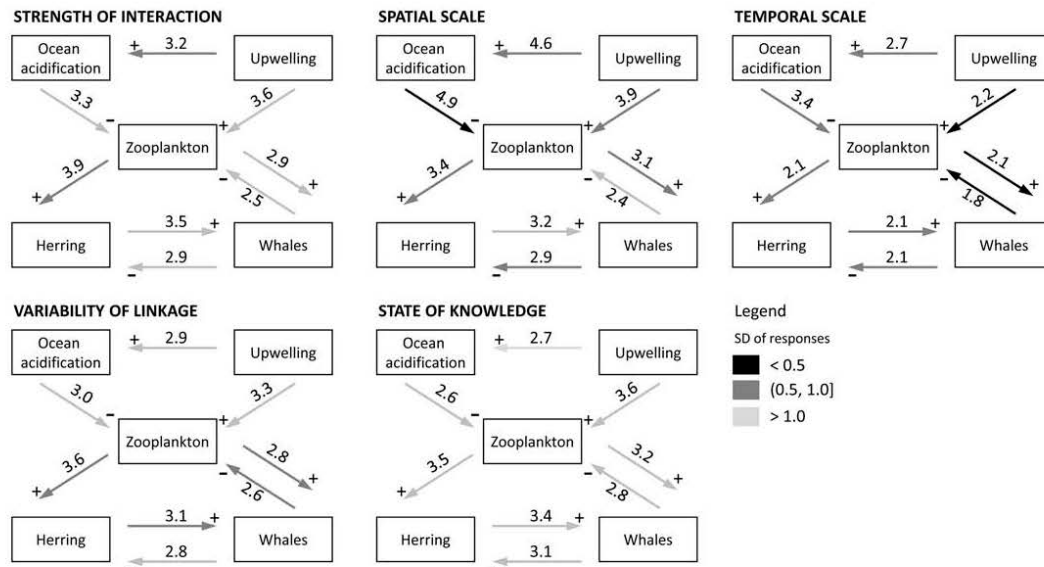 STRENGTH OF INTERACTION
Ocean
acidification
+
3.2
Upwelling
3.3
-
3.6
+
Zooplankton
3.9
+
2.9
+
-
2.5
Herring
3.5
+
-
2.9
Whales
SPATIAL SCALE
Ocean
acidification
+
4.6
Upwelling
4.9
-
3.9
+
Zooplankton
3.4
+
3.1
+
-
2.4
Herring
3.2
+
-
2.9
Whales
TEMPORAL SCALE
Ocean
acidification
+
2.7
Upwelling
3.4
-
2.2
+
Zooplankton
2.1
+
2.1
+
-
1.8
Herring
2.1
+
-
2.1
Whales
VARIABILITY OF LINKAGE
Ocean
acidification
+
2.9
Upwelling
3.0
-
3.3
+
Zooplankton
3.6
+
2.8
+
-
2.6
Herring
3.1
+
-
2.8
Whales
STATE OF KNOWLEDGE
Ocean
acidification
+
2.7
Upwelling
2.6
-
3.6
+
Zooplankton
3.5
+
3.2
+
-
2.8
Herring
3.4
+
-
3.1
Whales
Legend
SD of responses
< 0.5
(0.5, 1.0]
> 1.0